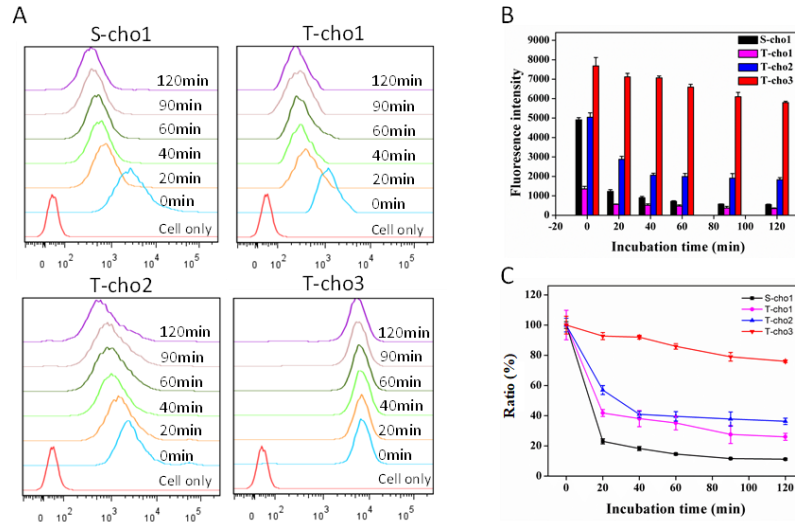 A
S-cho1
120min
90min
60min
40min
20min
0min
Cell only
0 10² 10³ 10⁴ 10⁵
T-cho1
120min
90min
60min
40min
20min
0min
Cell only
0 10² 10³ 10⁴ 10⁵
T-cho2
120min
90min
60min
40min
20min
0min
Cell only
0 10² 10³ 10⁴ 10⁵
T-cho3
120min
90min
60min
40min
20min
0min
Cell only
0 10² 10³ 10⁴ 10⁵
B
Fluoresence intensity
9000
8000
7000
6000
5000
4000
3000
2000
1000
0
S-cho1
T-cho1
T-cho2
T-cho3
-20 0 20 40 60 80 100 120
Incubation time (min)
C
Ratio (%)
120
100
80
60
40
20
0
S-cho1
T-cho1
T-cho2
T-cho3
0 20 40 60 80 100 120
Incubation time (min)